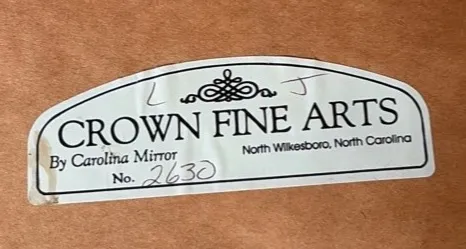 L J
CROWN FINE ARTS
By Carolina Mirror North Wilkesboro, North Carolina
No. 2630